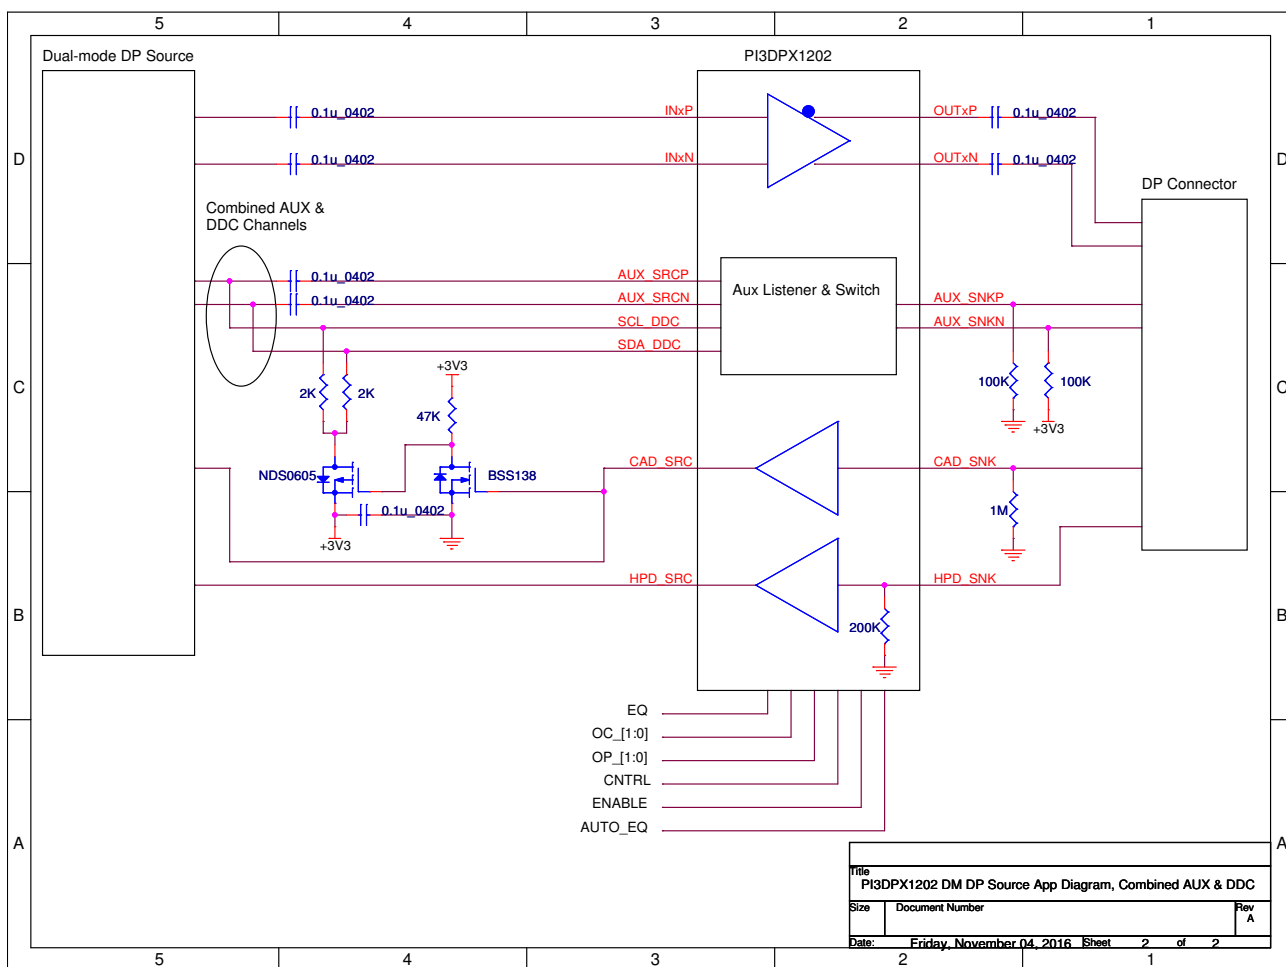 5 4 3 2 1
Dual-mode DP Source
PI3DPX1202
0.1u_0402
INxP
OUTxP
0.1u_0402
D
0.1u_0402
INxN
OUTxN
0.1u_0402
D
DP Connector
Combined AUX &
DDC Channels
0.1u_0402
AUX_SRCP
Aux Listener & Switch
0.1u_0402
AUX_SRCN
AUX_SNKP
SCL_DDC
AUX_SNKN
SDA_DDC
+3V3
C
2K
2K
100K
100K
C
47K
+3V3
CAD_SRC
CAD_SNK
NDS0605
BSS138
0.1u_0402
1M
+3V3
HPD_SRC
HPD_SNK
B
200K
B
EQ
OC_[1:0]
OP_[1:0]
CNTRL
ENABLE
AUTO_EQ
A
A
Title
PI3DPX1202 DM DP Source App Diagram, Combined AUX & DDC
Size
Document Number
Rev
A
Date:
Friday, November 04, 2016
Sheet
2 of 2
5 4 3 2 1